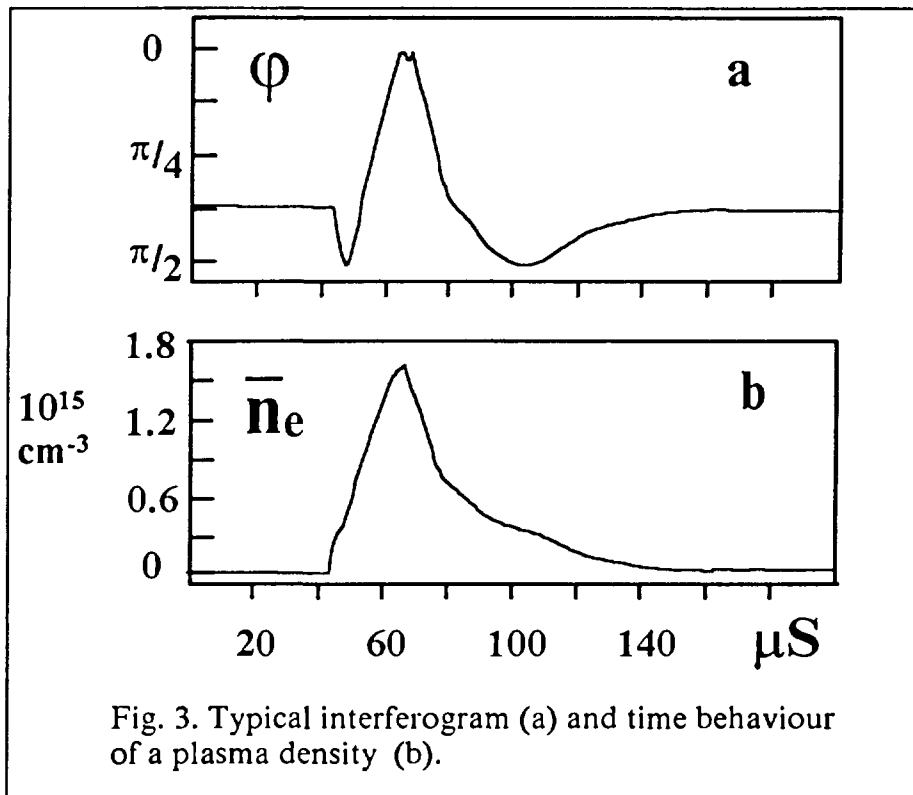 0
φ
a
π/4
π/2
1.8
n̅e
b
10¹⁵
cm⁻³
1.2
0.6
0
20 60 100 140 μS
Fig. 3. Typical interferogram (a) and time behaviour
of a plasma density (b).